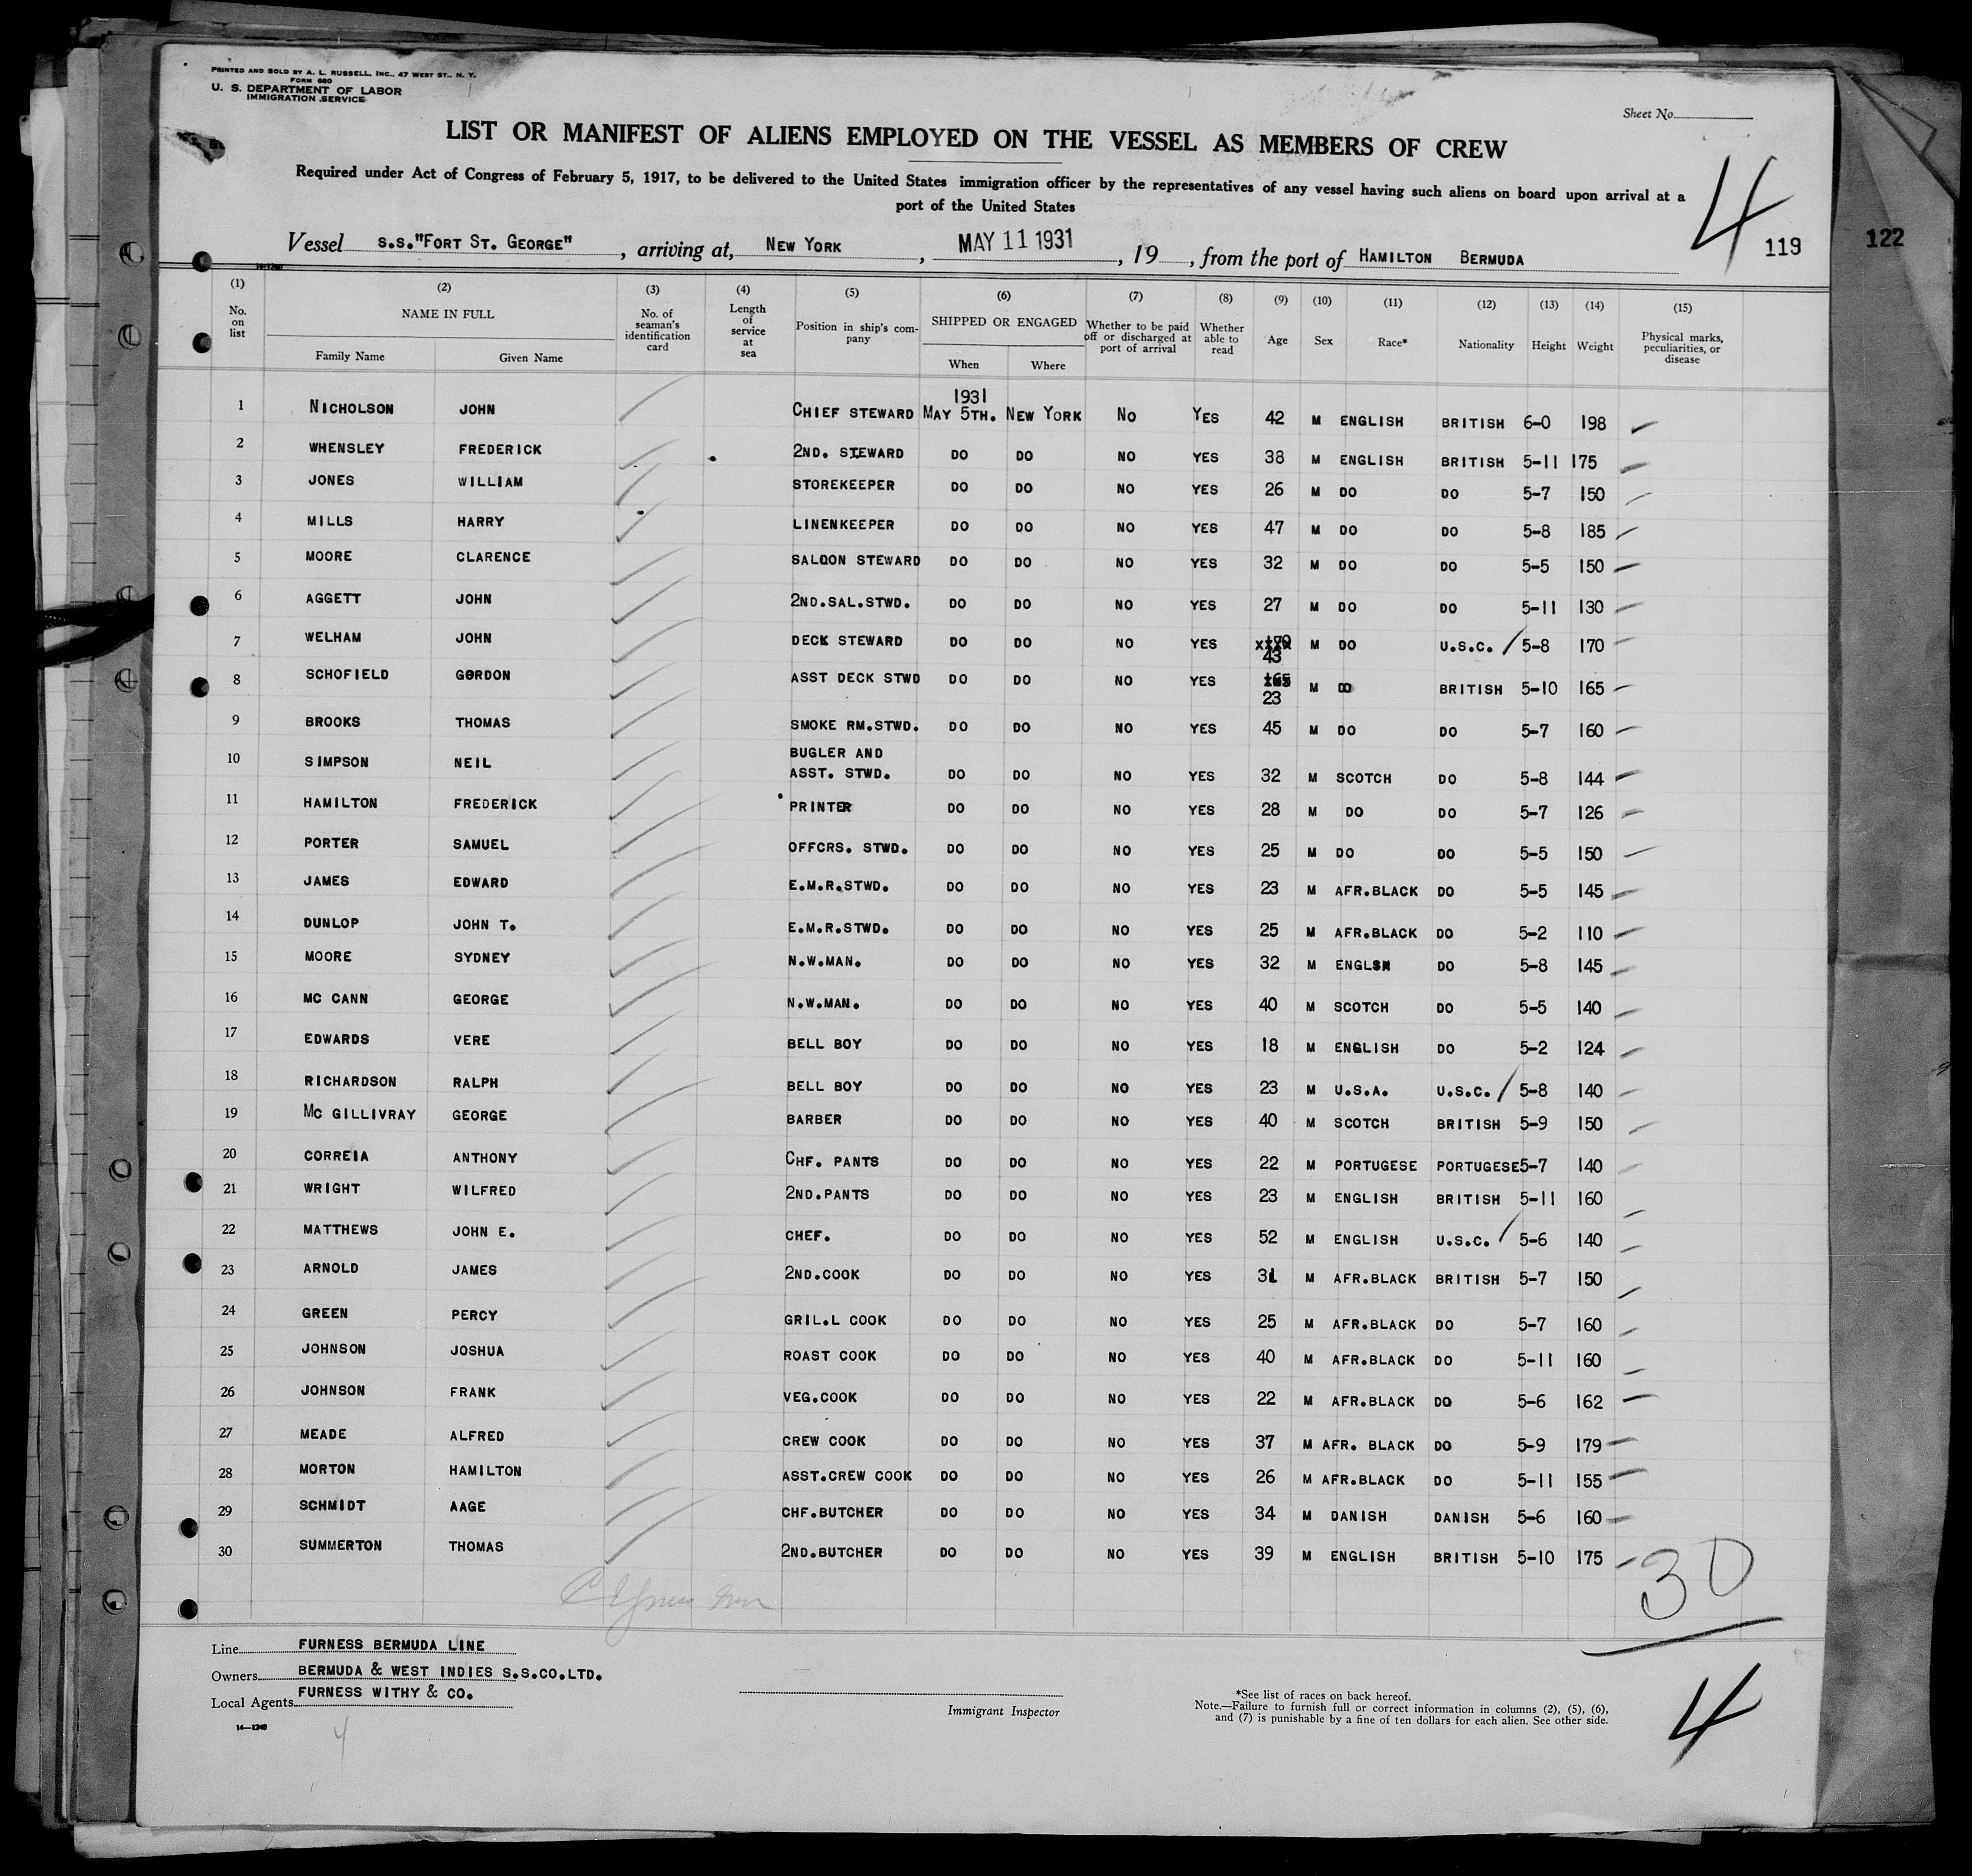 PRINTED AND SOLD BY A. L. RUSSELL, INC., 47 WEST ST., N. Y.
FORM 680
U. S. DEPARTMENT OF LABOR
IMMIGRATION SERVICE
Sheet No.
LIST OR MANIFEST OF ALIENS EMPLOYED ON THE VESSEL AS MEMBERS OF CREW
Required under Act of Congress of February 5, 1917, to be delivered to the United States immigration officer by the representatives of any vessel having such aliens on board upon arrival at a
port of the United States
4
Vessel S.S."FORT ST. GEORGE", arriving at, NEW YORK, MAY 11 1931, 19, from the port of HAMILTON BERMUDA
119
122
14-1240
(1) (2) (3) (4) (5) (6) (7) (8) (9) (10) (11) (12) (13) (14) (15)
No. on list NAME IN FULL Family Name Given Name No. of seaman's identification card Length of service at sea Position in ship's company SHIPPED OR ENGAGED When Where Whether to be paid off or discharged at port of arrival Whether able to read Age Sex Race* Nationality Height Weight Physical marks, peculiarities, or disease
1931
1 NICHOLSON JOHN CHIEF STEWARD MAY 5TH. NEW YORK NO YES 42 M ENGLISH BRITISH 6-0 198
2 WHENSLEY FREDERICK 2ND. STEWARD DO DO NO YES 38 M ENGLISH BRITISH 5-11 175
3 JONES WILLIAM STOREKEEPER DO DO NO YES 26 M DO DO 5-7 150
4 MILLS HARRY LINENKEEPER DO DO NO YES 47 M DO DO 5-8 185
5 MOORE CLARENCE SALOON STEWARD DO DO NO YES 32 M DO DO 5-5 150
6 AGGETT JOHN 2ND.SAL.STWD. DO DO NO YES 27 M DO DO 5-11 130
7 WELHAM JOHN DECK STEWARD DO DO NO YES 43 M DO U.S.C. 5-8 170
8 SCHOFIELD GORDON ASST DECK STWD DO DO NO YES 165 23 M DO BRITISH 5-10 165
9 BROOKS THOMAS SMOKE RM.STWD. DO DO NO YES 45 M DO DO 5-7 160
10 SIMPSON NEIL BUGLER AND ASST. STWD. DO DO NO YES 32 M SCOTCH DO 5-8 144
11 HAMILTON FREDERICK PRINTER DO DO NO YES 28 M DO DO 5-7 126
12 PORTER SAMUEL OFFCRS. STWD. DO DO NO YES 25 M DO DO 5-5 150
13 JAMES EDWARD E.M.R.STWD. DO DO NO YES 23 M AFR.BLACK DO 5-5 145
14 DUNLOP JOHN T. E.M.R.STWD. DO DO NO YES 25 M AFR.BLACK DO 5-2 110
15 MOORE SYDNEY N.W.MAN. DO DO NO YES 32 M ENGLSH DO 5-8 145
16 MC CANN GEORGE N.W.MAN. DO DO NO YES 40 M SCOTCH DO 5-5 140
17 EDWARDS VERE BELL BOY DO DO NO YES 18 M ENGLISH DO 5-2 124
18 RICHARDSON RALPH BELL BOY DO DO NO YES 23 M U.S.A. U.S.C. 5-8 140
19 MC GILLIVRAY GEORGE BARBER DO DO NO YES 40 M SCOTCH BRITISH 5-9 150
20 CORREIA ANTHONY CHF. PANTS DO DO NO YES 22 M PORTUGESE PORTUGESE 5-7 140
21 WRIGHT WILFRED 2ND.PANTS DO DO NO YES 23 M ENGLISH BRITISH 5-11 160
22 MATTHEWS JOHN E. CHEF. DO DO NO YES 52 M ENGLISH U.S.C. 5-6 140
23 ARNOLD JAMES 2ND.COOK DO DO NO YES 31 M AFR.BLACK BRITISH 5-7 150
24 GREEN PERCY GRIL.L COOK DO DO NO YES 25 M AFR.BLACK DO 5-7 160
25 JOHNSON JOSHUA ROAST COOK DO DO NO YES 40 M AFR.BLACK DO 5-11 160
26 JOHNSON FRANK VEG.COOK DO DO NO YES 22 M AFR.BLACK DO 5-6 162
27 MEADE ALFRED CREW COOK DO DO NO YES 37 M AFR. BLACK DO 5-9 179
28 MORTON HAMILTON ASST.CREW COOK DO DO NO YES 26 M AFR.BLACK DO 5-11 155
29 SCHMIDT AAGE CHF.BUTCHER DO DO NO YES 34 M DANISH DANISH 5-6 160
30 SUMMERTON THOMAS 2ND.BUTCHER DO DO NO YES 39 M ENGLISH BRITISH 5-10 175
30
Line FURNESS BERMUDA LINE
Owners BERMUDA & WEST INDIES S.S.CO.LTD.
Local Agents FURNESS WITHY & CO.
14-1240
4
Immigrant Inspector
*See list of races on back hereof.
Note.—Failure to furnish full or correct information in columns (2), (5), (6),
and (7) is punishable by a fine of ten dollars for each alien. See other side.
4